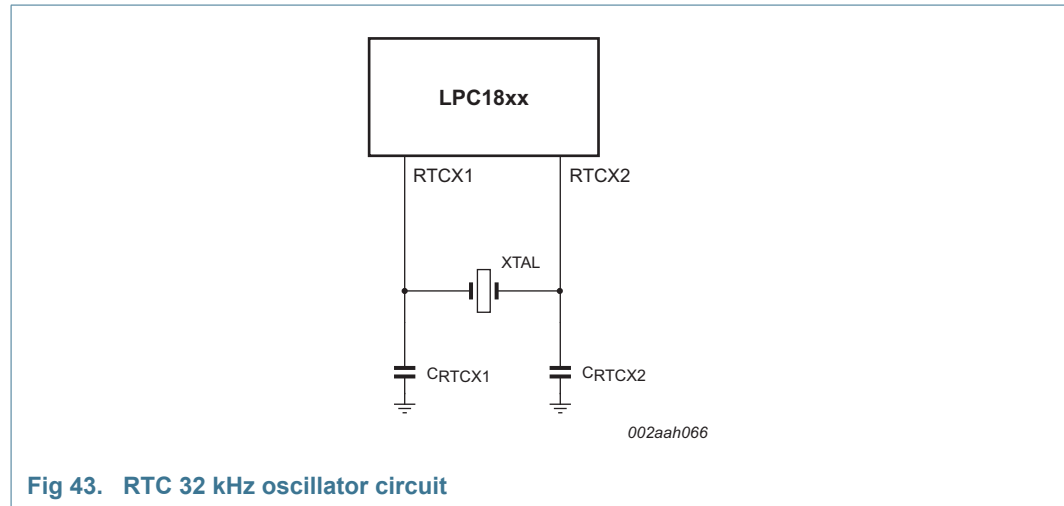 LPC18xx
RTCX1 RTCX2
XTAL
CRTCX1 CRTCX2
002aah066
Fig 43. RTC 32 kHz oscillator circuit